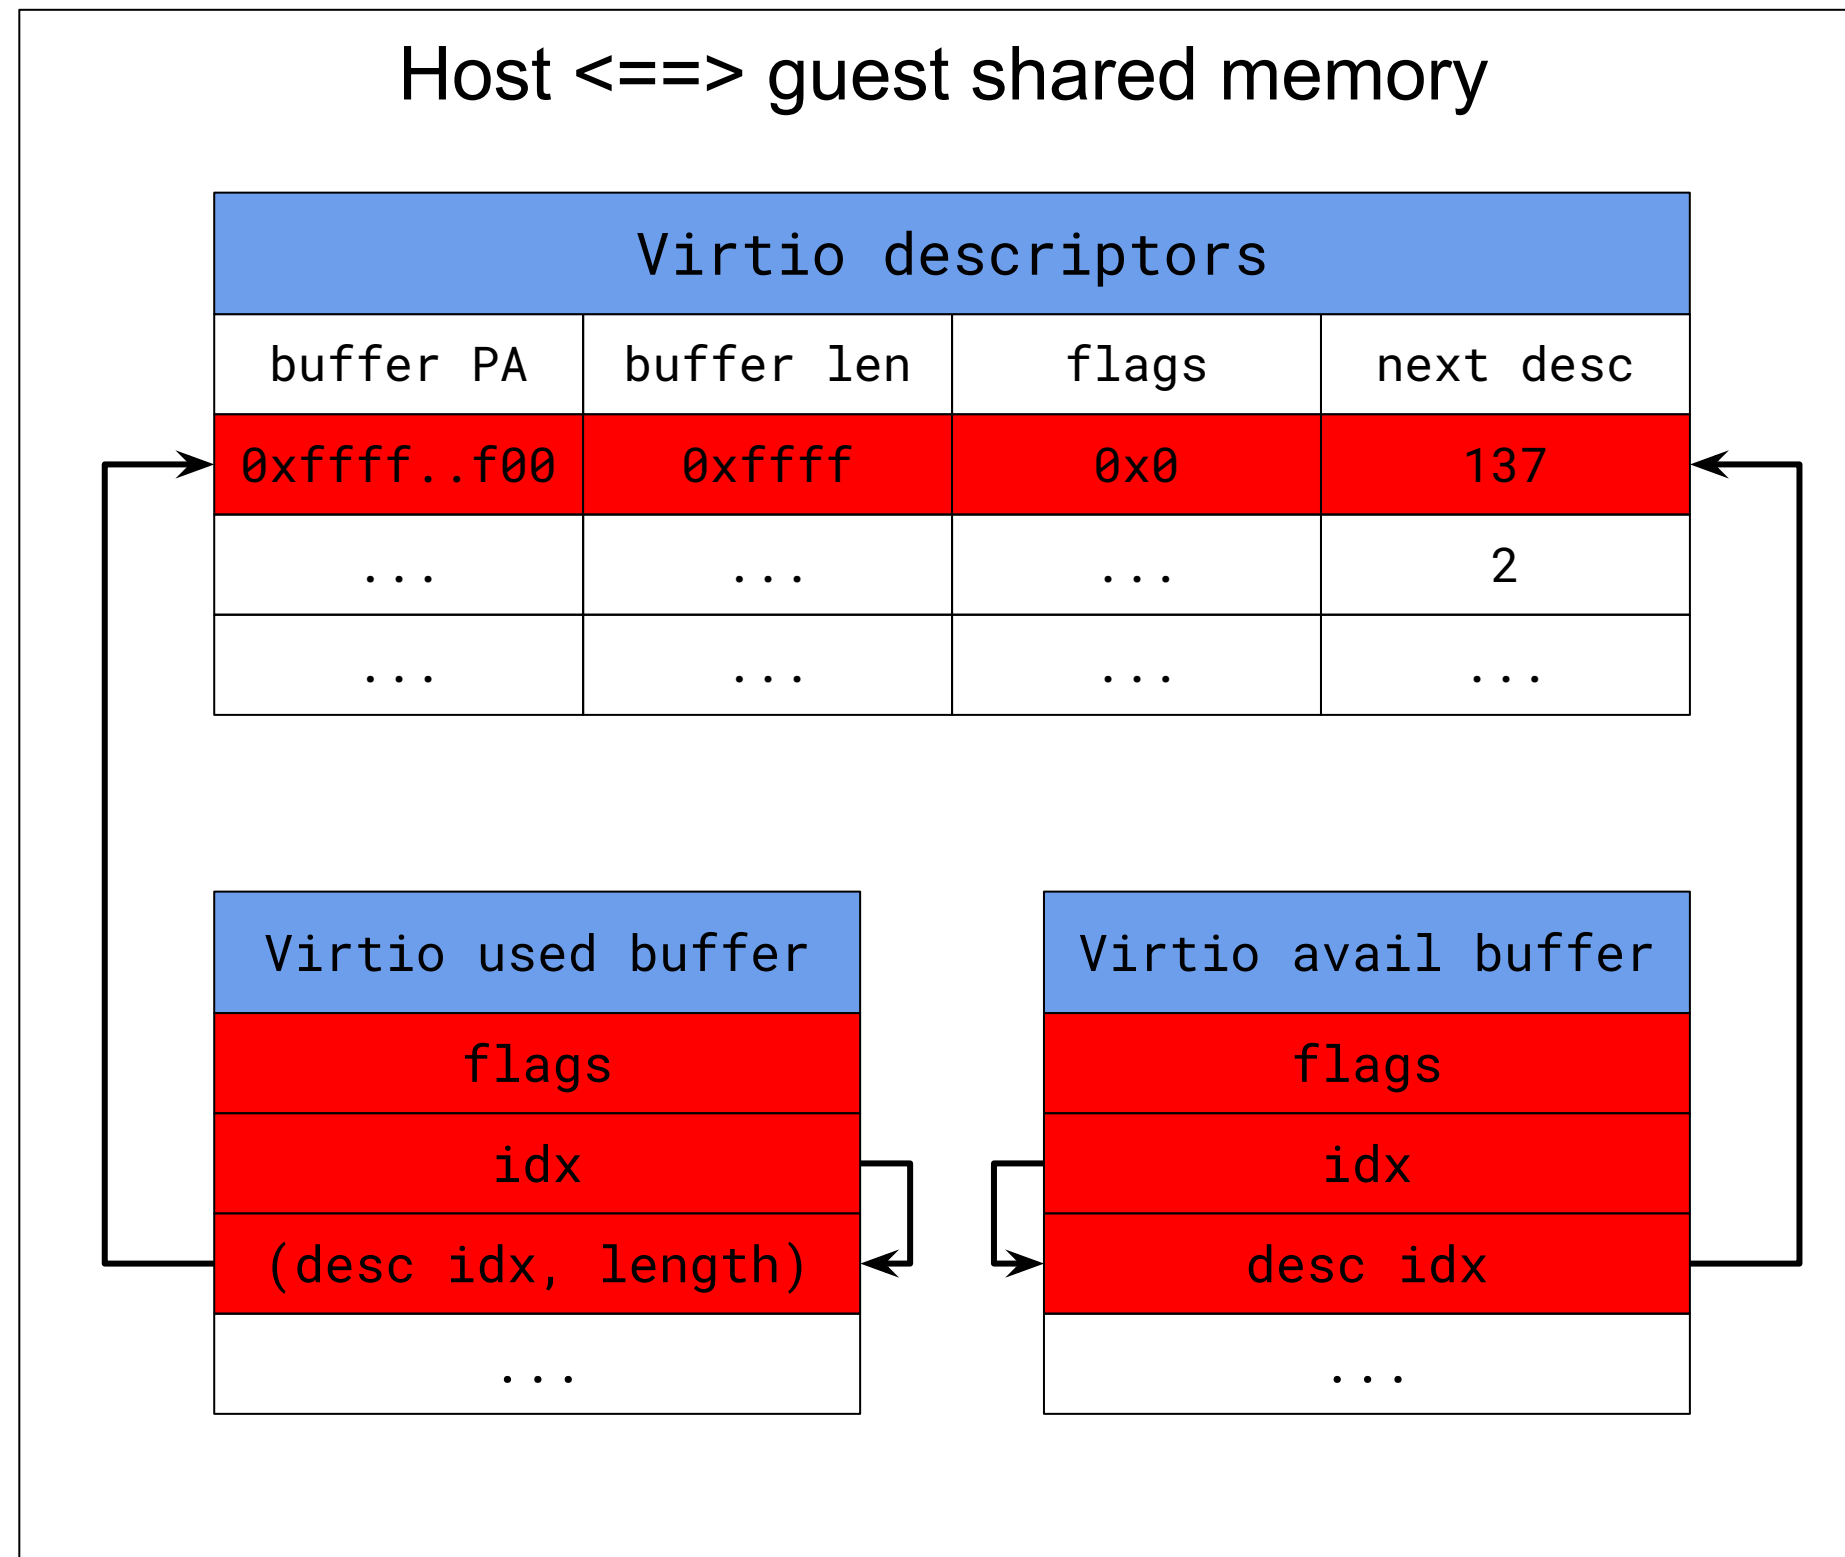 Host <==> guest shared memory
Virtio descriptors
buffer PA buffer len flags next desc
0xffff..f00 0xffff 0x0 137
... ... ... 2
... ... ... ...
Virtio used buffer
flags
idx
(desc idx, length)
...
Virtio avail buffer
flags
idx
desc idx
...